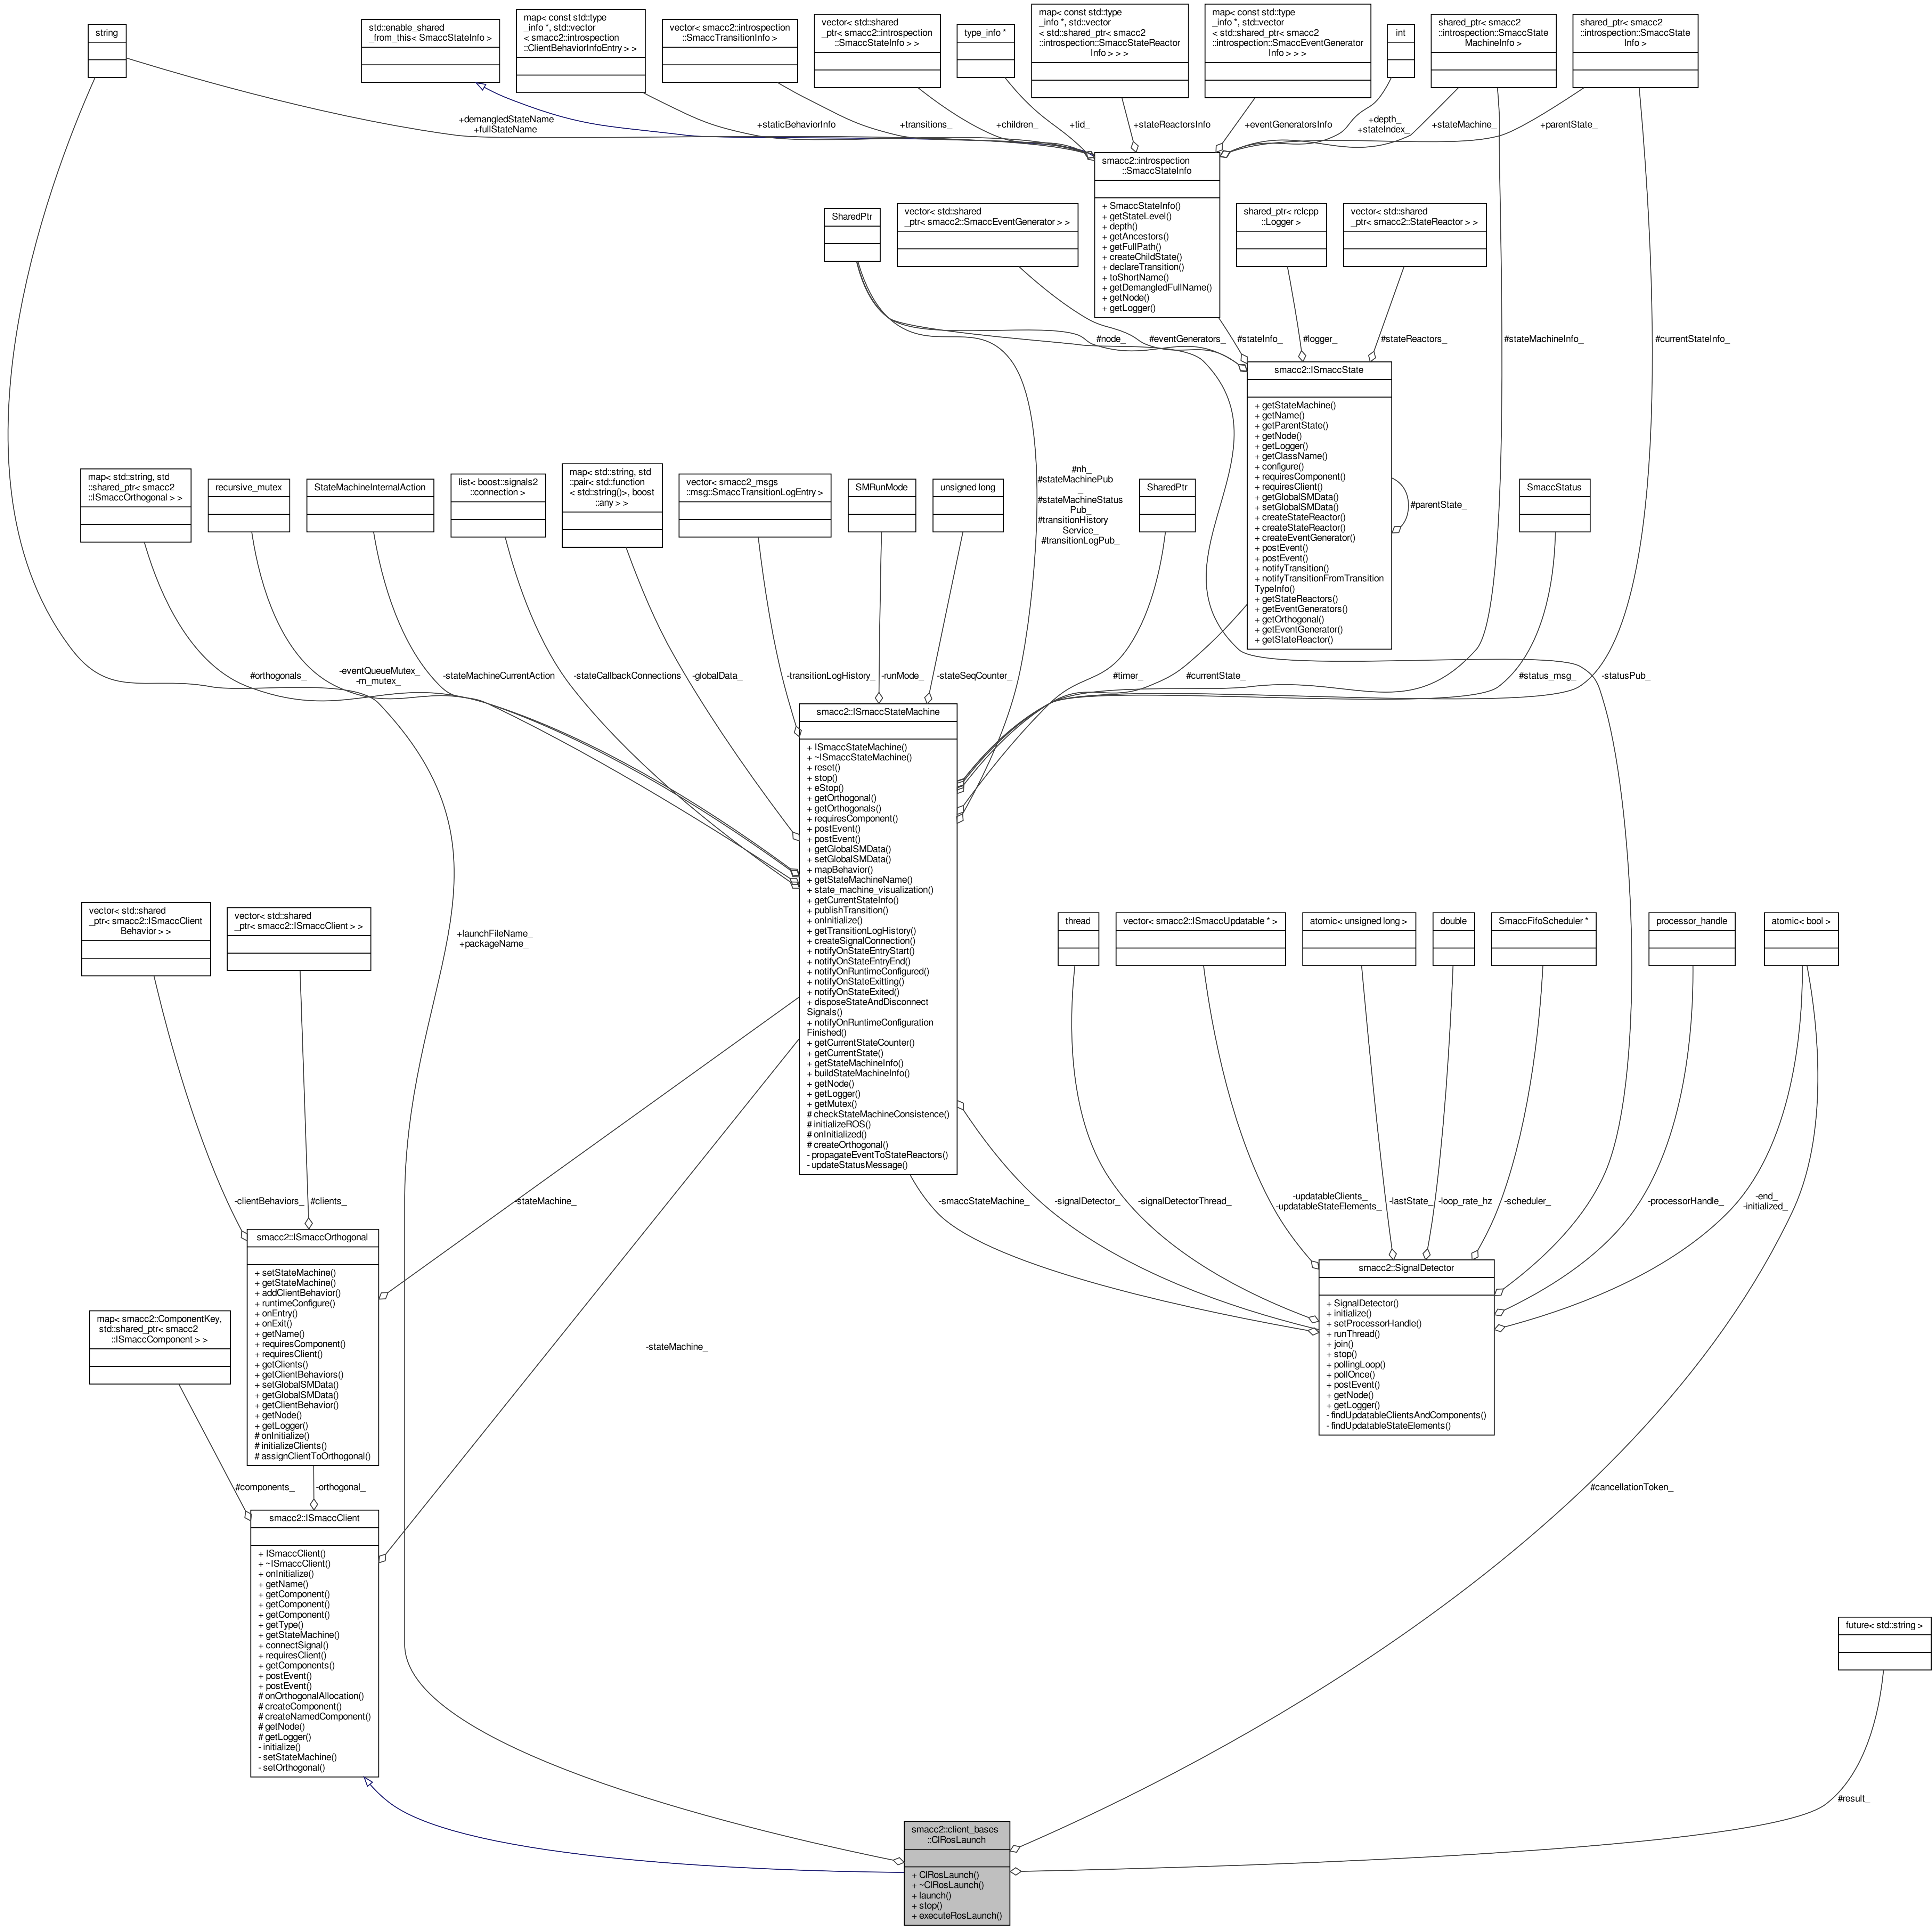 string
std::enable_shared
_from_this< SmaccStateInfo >
map< const std::type
_info *, std::vector
< smacc2::introspection
::ClientBehaviorInfoEntry > >
vector< smacc2::introspection
::SmaccTransitionInfo >
vector< std::shared
_ptr< smacc2::introspection
::SmaccStateInfo > >
type_info *
map< const std::type
_info *, std::vector
< std::shared_ptr< smacc2
::introspection::SmaccStateReactor
Info > > >
map< const std::type
_info *, std::vector
< std::shared_ptr< smacc2
::introspection::SmaccEventGenerator
Info > > >
int
shared_ptr< smacc2
::introspection::SmaccState
MachineInfo >
shared_ptr< smacc2
::introspection::SmaccState
Info >
+demangledStateName
+fullStateName
+staticBehaviorInfo
+transitions_
+children_
+tid_
+stateReactorsInfo
+eventGeneratorsInfo
+depth_
+stateIndex_
+stateMachine_
+parentState_
smacc2::introspection
::SmaccStateInfo
+ SmaccStateInfo()
+ getStateLevel()
+ depth()
+ getAncestors()
+ getFullPath()
+ createChildState()
+ declareTransition()
+ toShortName()
+ getDemangledFullName()
+ getNode()
+ getLogger()
SharedPtr
vector< std::shared
_ptr< smacc2::SmaccEventGenerator > >
shared_ptr< rclcpp
::Logger >
vector< std::shared
_ptr< smacc2::StateReactor > >
#node_
#eventGenerators_
#stateInfo_
#logger_
#stateReactors_
#stateMachineInfo_
#currentStateInfo_
smacc2::ISmaccState
+ getStateMachine()
+ getName()
+ getParentState()
+ getNode()
+ getLogger()
+ getClassName()
+ configure()
+ requiresComponent()
+ requiresClient()
+ getGlobalSMData()
+ setGlobalSMData()
+ createStateReactor()
+ createStateReactor()
+ createEventGenerator()
+ postEvent()
+ postEvent()
+ notifyTransition()
+ notifyTransitionFromTransition
TypeInfo()
+ getStateReactors()
+ getEventGenerators()
+ getOrthogonal()
+ getEventGenerator()
+ getStateReactor()
#parentState_
map< std::string, std
::shared_ptr< smacc2
::ISmaccOrthogonal > >
recursive_mutex
StateMachineInternalAction
list< boost::signals2
::connection >
map< std::string, std
::pair< std::function
< std::string()>, boost
::any > >
vector< smacc2_msgs
::msg::SmaccTransitionLogEntry >
SMRunMode
unsigned long
#nh_
#stateMachinePub
_
#stateMachineStatus
Pub_
#transitionHistory
Service_
#transitionLogPub_
SharedPtr
SmaccStatus
#orthogonals_
-eventQueueMutex_
-m_mutex_
-stateMachineCurrentAction
-stateCallbackConnections
-globalData_
-transitionLogHistory_
-runMode_
-stateSeqCounter_
#timer_
#currentState_
#status_msg_
-statusPub_
smacc2::ISmaccStateMachine
+ ISmaccStateMachine()
+ ~ISmaccStateMachine()
+ reset()
+ stop()
+ eStop()
+ getOrthogonal()
+ getOrthogonals()
+ requiresComponent()
+ postEvent()
+ postEvent()
+ getGlobalSMData()
+ setGlobalSMData()
+ mapBehavior()
+ getStateMachineName()
+ state_machine_visualization()
+ getCurrentStateInfo()
+ publishTransition()
+ onInitialize()
+ getTransitionLogHistory()
+ createSignalConnection()
+ notifyOnStateEntryStart()
+ notifyOnStateEntryEnd()
+ notifyOnRuntimeConfigured()
+ notifyOnStateExitting()
+ notifyOnStateExited()
+ disposeStateAndDisconnect
Signals()
+ notifyOnRuntimeConfiguration
Finished()
+ getCurrentStateCounter()
+ getCurrentState()
+ getStateMachineInfo()
+ buildStateMachineInfo()
+ getNode()
+ getLogger()
+ getMutex()
# checkStateMachineConsistence()
# initializeROS()
# onInitialized()
# createOrthogonal()
- propagateEventToStateReactors()
- updateStatusMessage()
vector< std::shared
_ptr< smacc2::ISmaccClient
Behavior > >
vector< std::shared
_ptr< smacc2::ISmaccClient > >
+launchFileName_
+packageName_
thread
vector< smacc2::ISmaccUpdatable * >
atomic< unsigned long >
double
SmaccFifoScheduler *
processor_handle
atomic< bool >
-clientBehaviors_
#clients_
-stateMachine_
-smaccStateMachine_
-signalDetector_
-signalDetectorThread_
-updatableClients_
-updatableStateElements_
-lastState_
-loop_rate_hz
-scheduler_
-processorHandle_
-end_
-initialized_
smacc2::ISmaccOrthogonal
+ setStateMachine()
+ getStateMachine()
+ addClientBehavior()
+ runtimeConfigure()
+ onEntry()
+ onExit()
+ getName()
+ requiresComponent()
+ requiresClient()
+ getClients()
+ getClientBehaviors()
+ setGlobalSMData()
+ getGlobalSMData()
+ getClientBehavior()
+ getNode()
+ getLogger()
# onInitialize()
# initializeClients()
# assignClientToOrthogonal()
smacc2::SignalDetector
+ SignalDetector()
+ initialize()
+ setProcessorHandle()
+ runThread()
+ join()
+ stop()
+ pollingLoop()
+ pollOnce()
+ postEvent()
+ getNode()
+ getLogger()
- findUpdatableClientsAndComponents()
- findUpdatableStateElements()
map< smacc2::ComponentKey,
std::shared_ptr< smacc2
::ISmaccComponent > >
-stateMachine_
#components_
-orthogonal_
#cancellationToken_
smacc2::ISmaccClient
+ ISmaccClient()
+ ~ISmaccClient()
+ onInitialize()
+ getName()
+ getComponent()
+ getComponent()
+ getComponent()
+ getType()
+ getStateMachine()
+ connectSignal()
+ requiresClient()
+ getComponents()
+ postEvent()
+ postEvent()
# onOrthogonalAllocation()
# createComponent()
# createNamedComponent()
# getNode()
# getLogger()
- initialize()
- setStateMachine()
- setOrthogonal()
future< std::string >
#result_
smacc2::client_bases
::ClRosLaunch
+ ClRosLaunch()
+ ~ClRosLaunch()
+ launch()
+ stop()
+ executeRosLaunch()